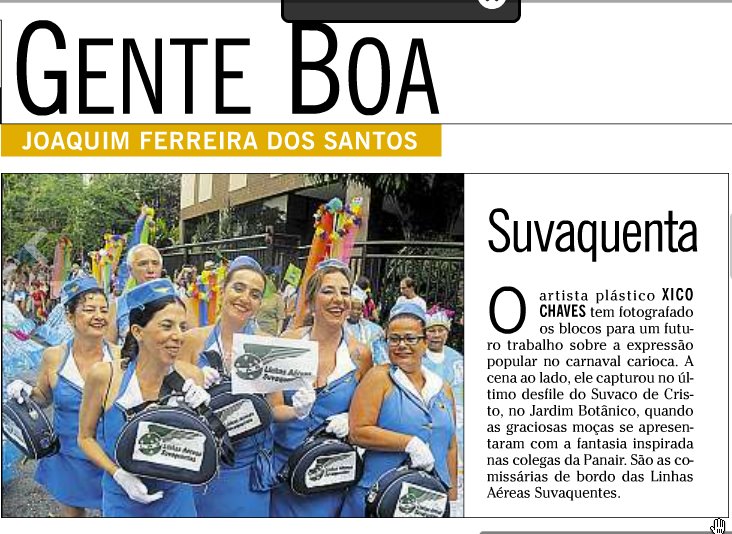 GENTE BOA
JOAQUIM FERREIRA DOS SANTOS
Linhas Aéreas
Suvaquentas
Linhas Aéreas
Suvaquentas
Suvaquenta
O artista plástico XICO
CHAVES tem fotografado
os blocos para um futu-
ro trabalho sobre a expressão
popular no carnaval carioca. A
cena ao lado, ele capturou no úl-
timo desfile do Suvaco de Cris-
to, no Jardim Botânico, quando
as graciosas moças se apresen-
taram com a fantasia inspirada
nas colegas da Panair. São as co-
missárias de bordo das Linhas
Aéreas Suvaquentes.